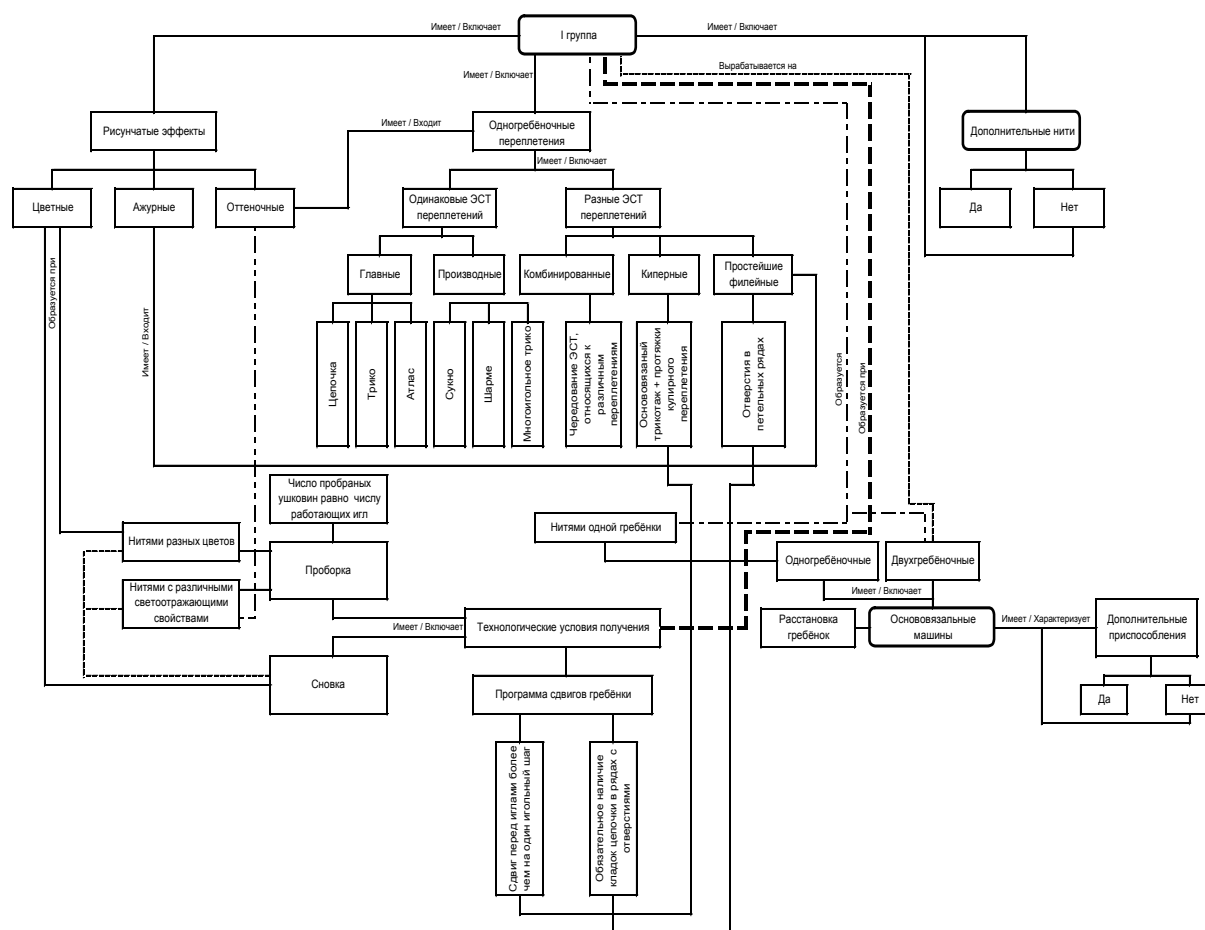 Имеет / Включает
I группа
Имеет / Включает
Имеет / Включает
Вырабатывается на
Рисунчатые эффекты
Имеет / Входит
Одногребёночные
переплетения
Дополнительные нити
Имеет / Включает
Цветные
Ажурные
Оттеночные
Одинаковые ЭСТ
переплетений
Разные ЭСТ
переплетений
Да
Нет
Главные
Производные
Комбинированные
Киперные
Простейшие
филейные
Образуется при
Имеет / Входит
Цепочка
Трико
Атлас
Сукно
Шарме
Многоигольное трико
Чередование ЭСТ,
относящихся к
различным
переплетениям
Основовязаный
трикотаж + протяжки
кулирного
переплетения
Отверстия в
петельных рядах
Образуется
Образуется при
Число пробраных
ушковин равно числу
работающих игл
Нитями разных цветов
Нитями одной гребёнки
Проборка
Одногребёночные
Двухгребёночные
Нитями с различными
светоотражающими
свойствами
Имеет / Включает
Имеет / Включает
Технологические условия получения
Расстановка
гребёнок
Основовязальные
машины
Имеет / Характеризует
Дополнительные
приспособления
Сновка
Программа сдвигов гребёнки
Да
Нет
Сдвиг перед иглами более
чем на один игольный шаг
Обязательное наличие
кладок цепочки в рядах с
отверстиями